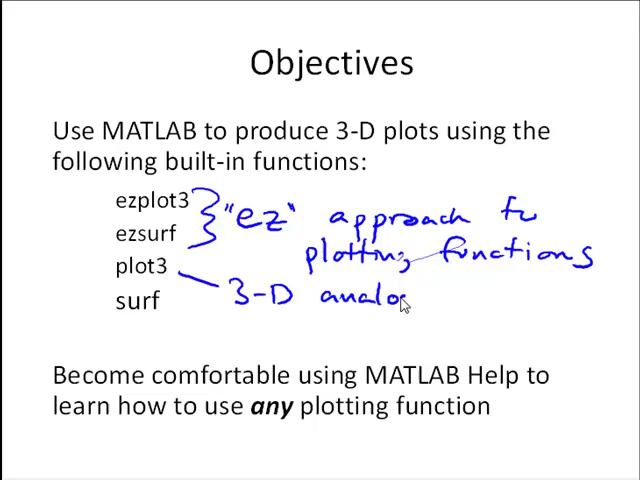 Objectives
Use MATLAB to produce 3-D plots using the
following built-in functions:
ezplot3
ezsurf
"ez" approach to
plotting functions
plot3
3-D analo
surf
Become comfortable using MATLAB Help to
learn how to use any plotting function